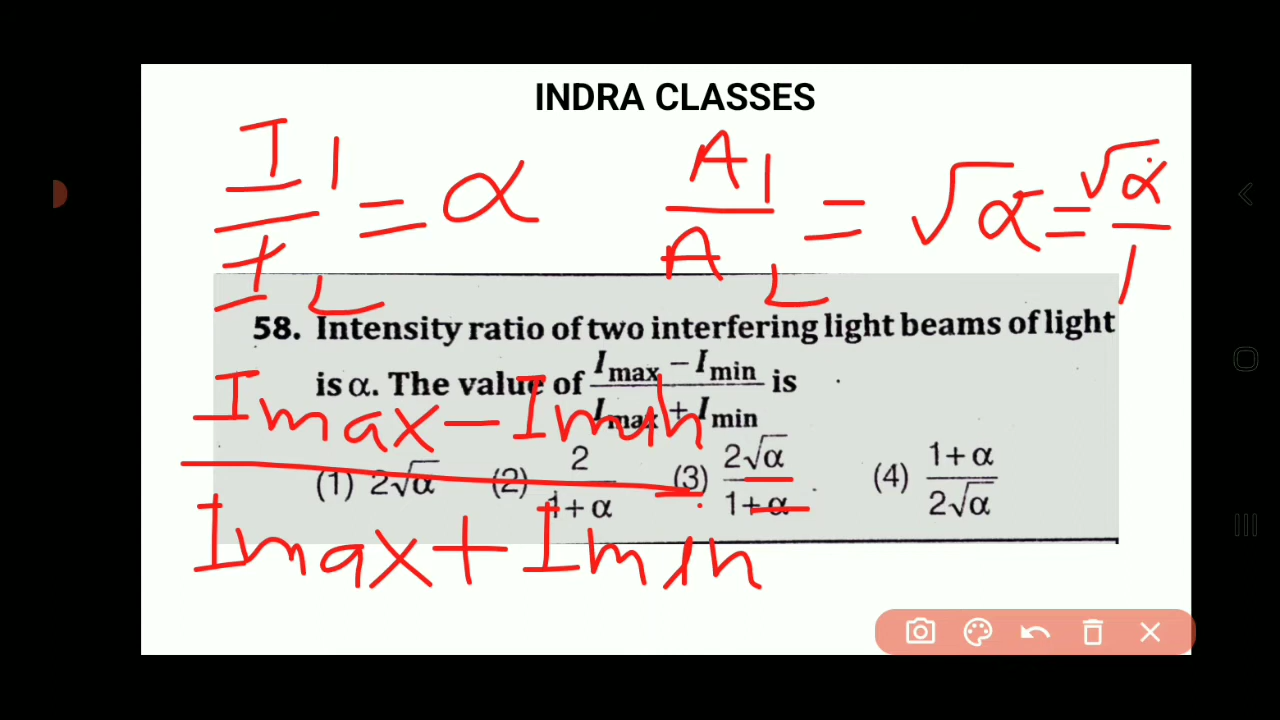 INDRA CLASSES
I1/I2 = α A1/A2 = √α = √α/1
58. Intensity ratio of two interfering light beams of light
is α. The value of (Imax − Imin)/(Imax + Imin) is
Imax − Imin
(1) 2√α (2) 2/(1+α) (3) 2√α/(1+α) (4) (1+α)/(2√α)
Imax + Imin